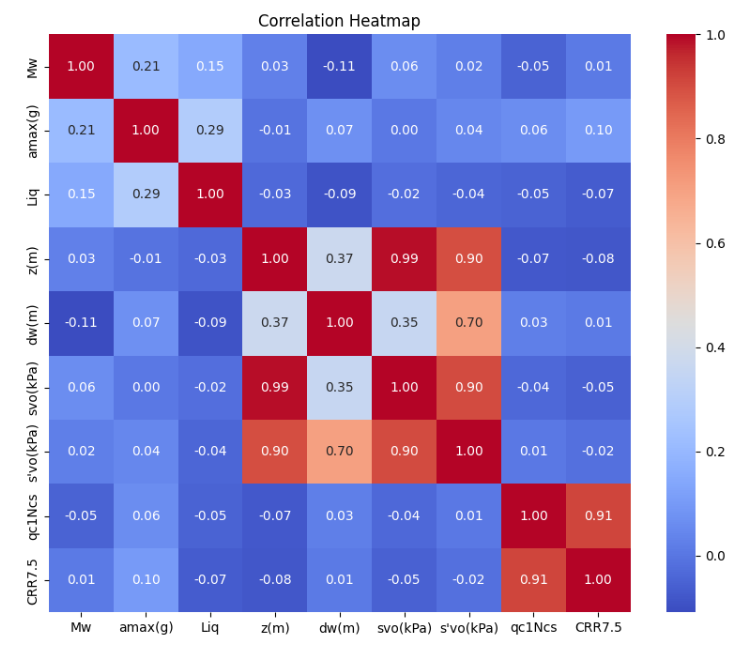 Correlation Heatmap
Mw 1.00 0.21 0.15 0.03 -0.11 0.06 0.02 -0.05 0.01
amax(g) 0.21 1.00 0.29 -0.01 0.07 0.00 0.04 0.06 0.10
Liq 0.15 0.29 1.00 -0.03 -0.09 -0.02 -0.04 -0.05 -0.07
z(m) 0.03 -0.01 -0.03 1.00 0.37 0.99 0.90 -0.07 -0.08
dw(m) -0.11 0.07 -0.09 0.37 1.00 0.35 0.70 0.03 0.01
svo(kPa) 0.06 0.00 -0.02 0.99 0.35 1.00 0.90 -0.04 -0.05
s'vo(kPa) 0.02 0.04 -0.04 0.90 0.70 0.90 1.00 0.01 -0.02
qc1Ncs -0.05 0.06 -0.05 -0.07 0.03 -0.04 0.01 1.00 0.91
CRR7.5 0.01 0.10 -0.07 -0.08 0.01 -0.05 -0.02 0.91 1.00
Mw amax(g) Liq z(m) dw(m) svo(kPa) s'vo(kPa) qc1Ncs CRR7.5
1.0
0.8
0.6
0.4
0.2
0.0